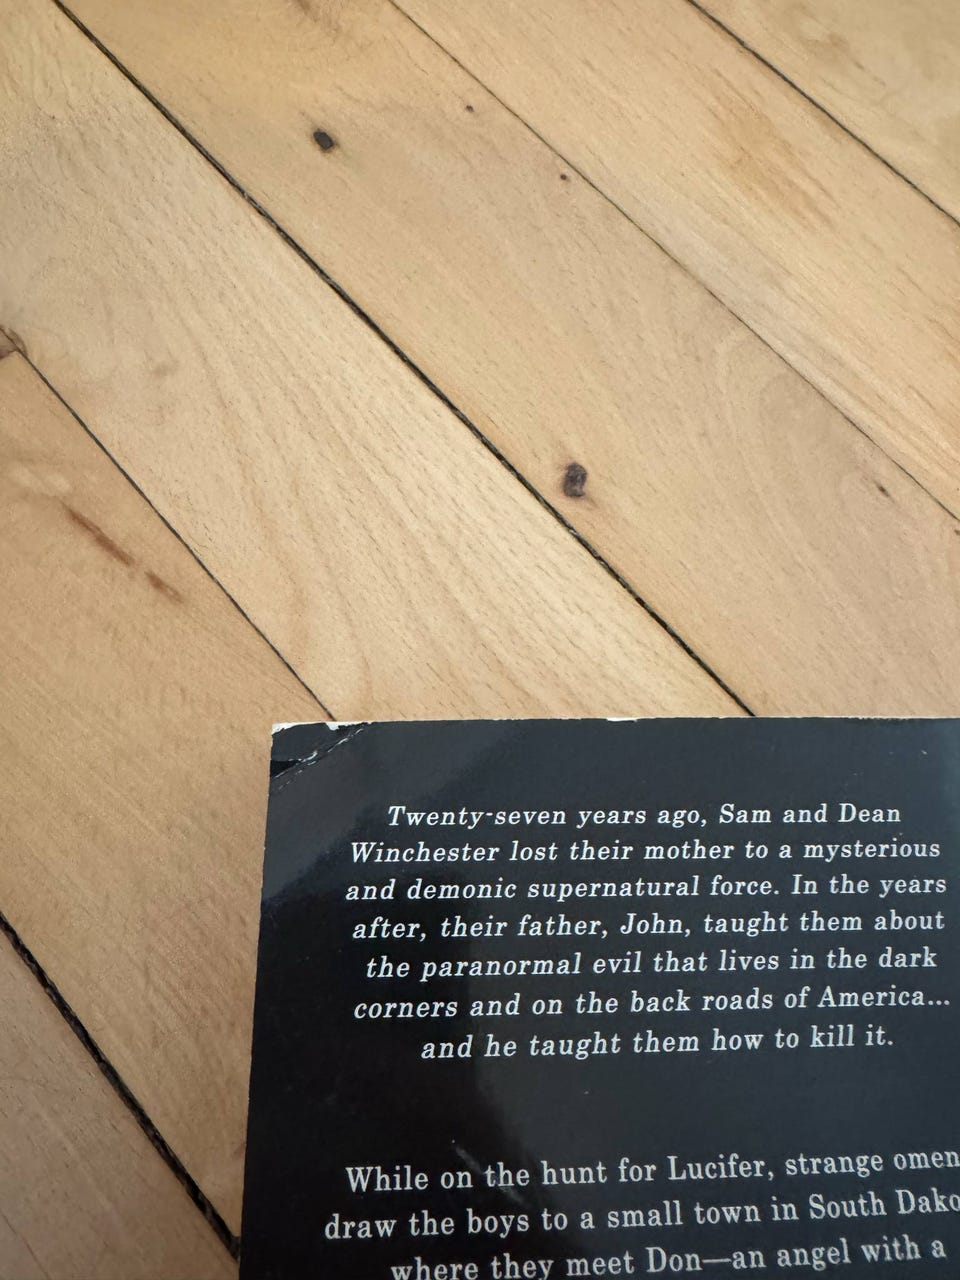 Twenty-seven years ago, Sam and Dean
Winchester lost their mother to a mysterious
and demonic supernatural force. In the years
after, their father, John, taught them about
the paranormal evil that lives in the dark
corners and on the back roads of America...
and he taught them how to kill it.
While on the hunt for Lucifer, strange omen
draw the boys to a small town in South Dako
where they meet Don—an angel with a